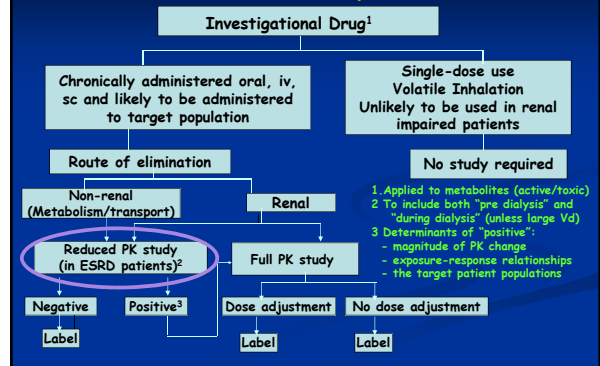 Investigational Drug¹
Chronically administered oral, iv,
sc and likely to be administered
to target population
Single-dose use
Volatile Inhalation
Unlikely to be used in renal
impaired patients
Route of elimination
No study required
Non-renal
(Metabolism/transport)
Renal
1.Applied to metabolites (active/toxic)
2 To include both “pre dialysis” and
“during dialysis” (unless large Vd)
3 Determinants of “positive”:
- magnitude of PK change
- exposure-response relationships
- the target patient populations
Reduced PK study
(in ESRD patients)²
Full PK study
Negative
Positive³
Dose adjustment
No dose adjustment
Label
Label
Label